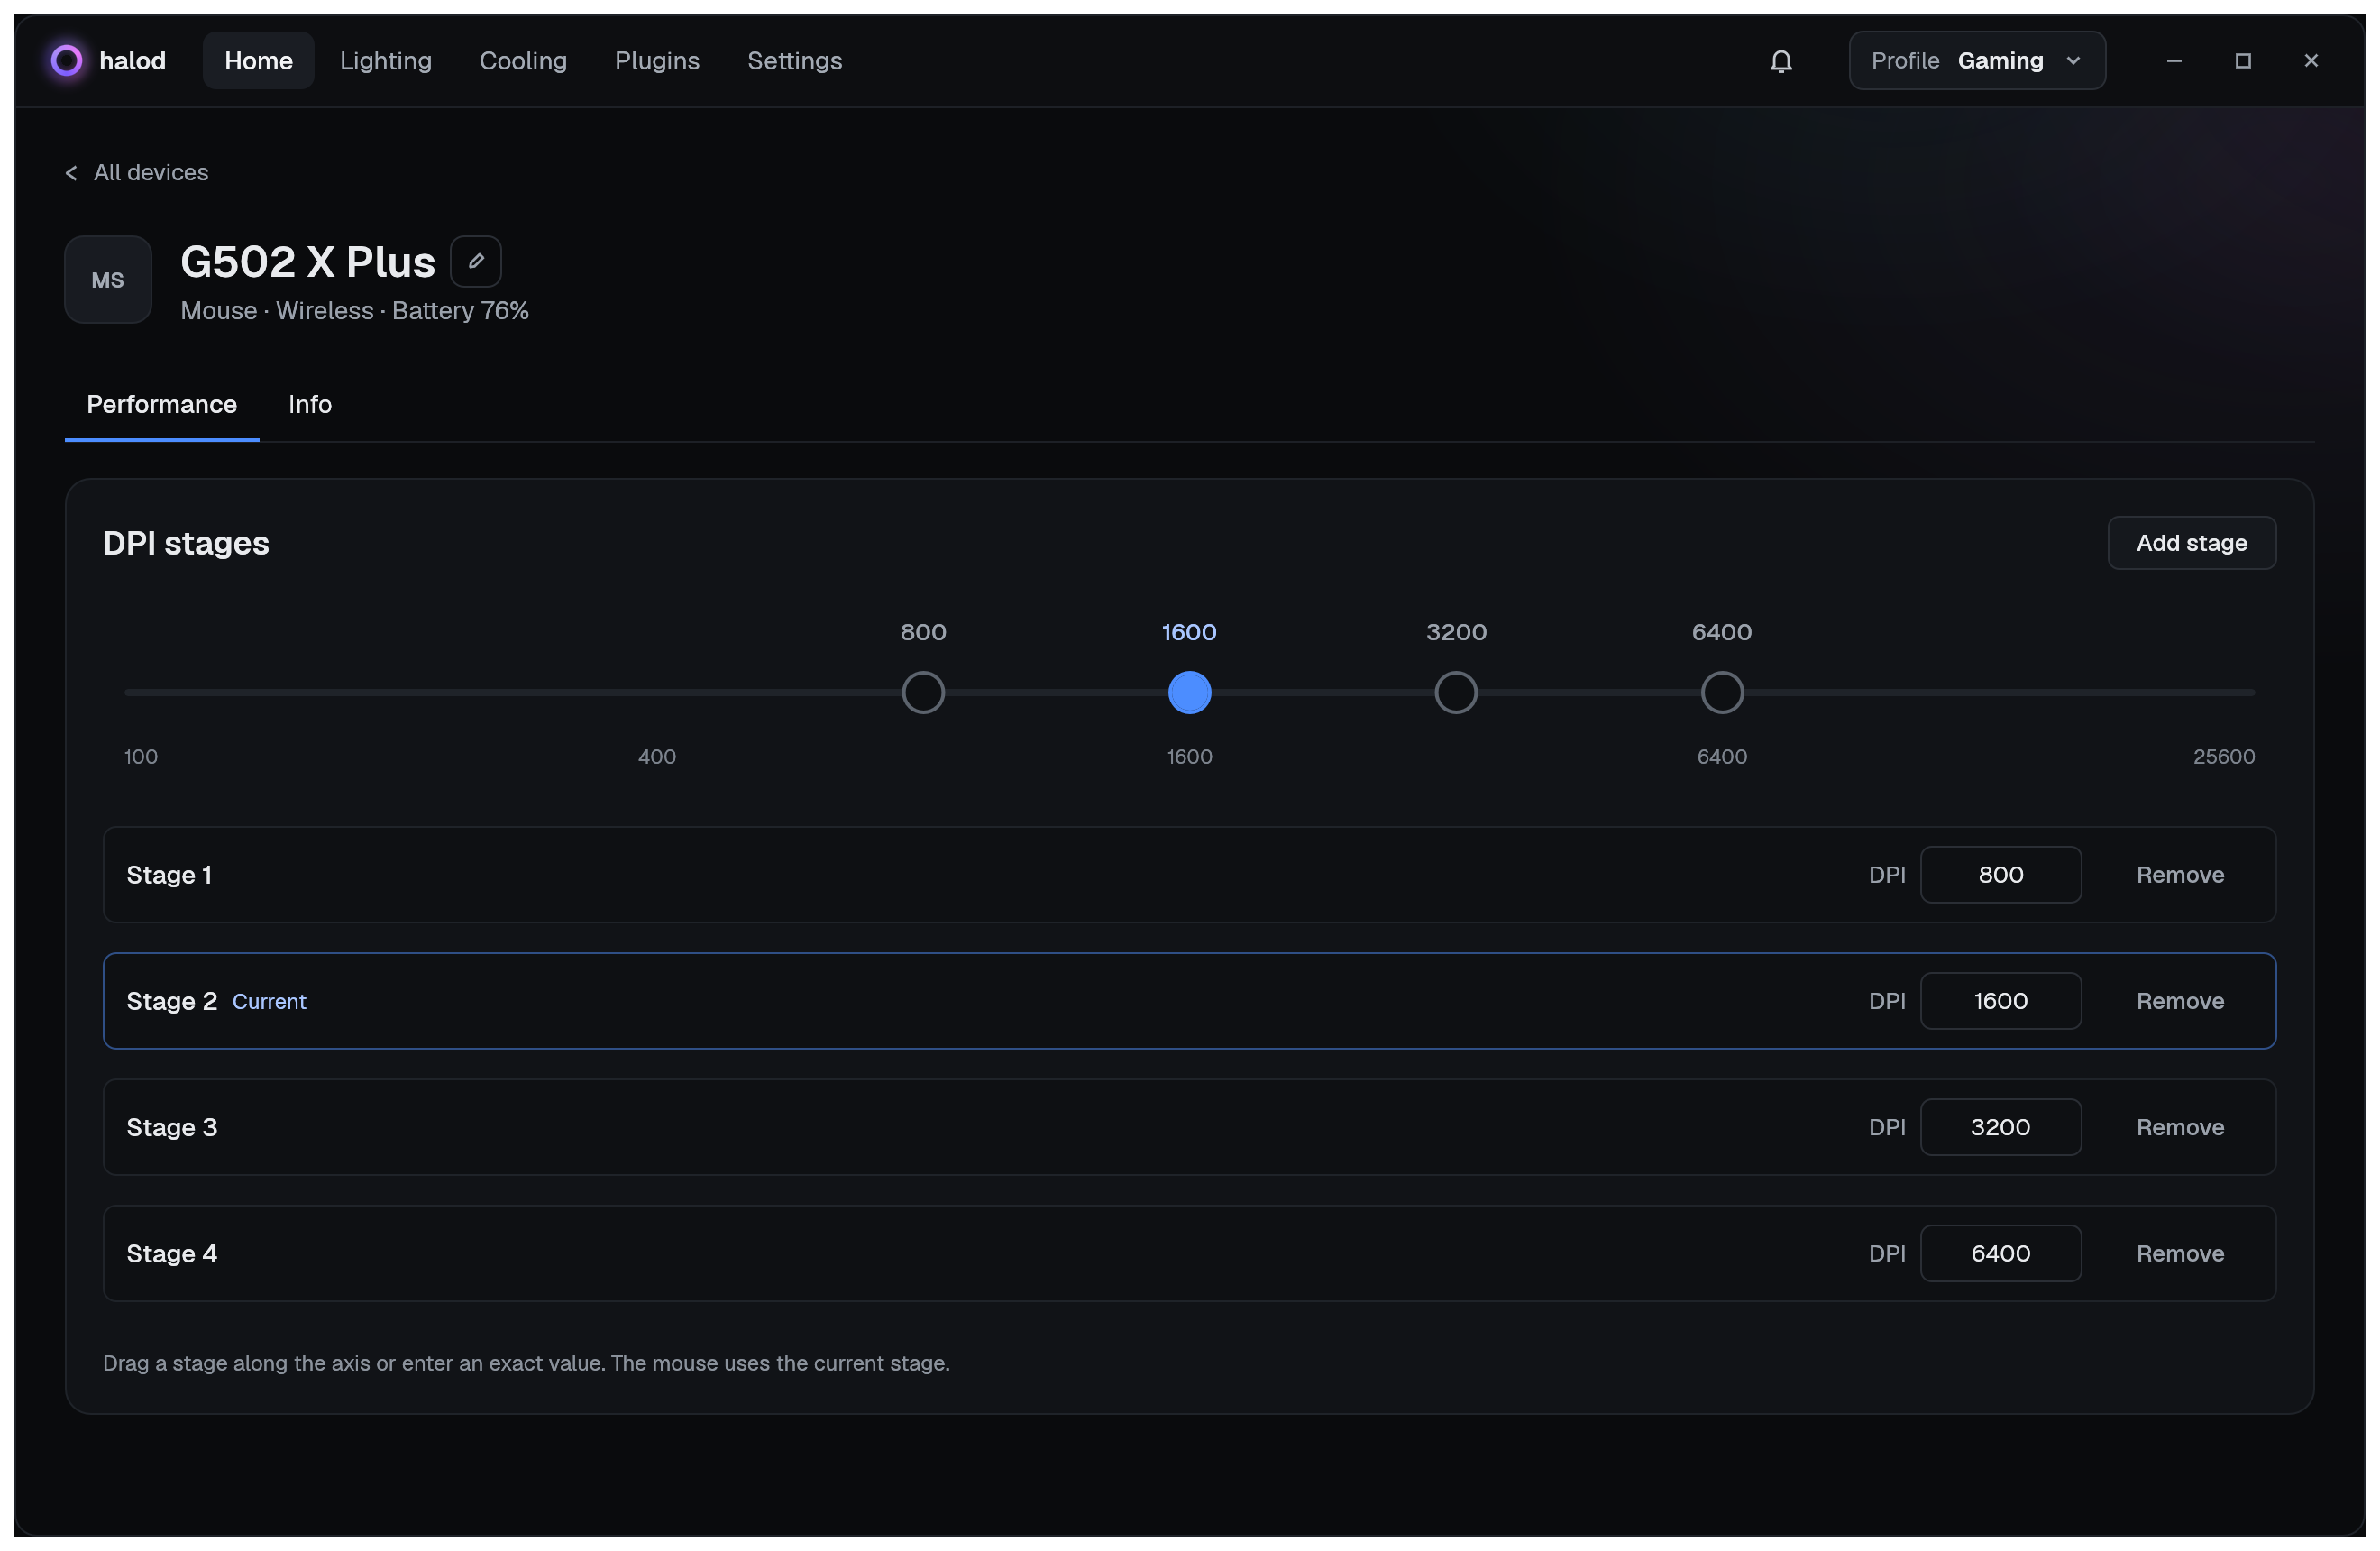 halod Home Lighting Cooling Plugins Settings Profile Gaming
All devices
MS
G502 X Plus
Mouse · Wireless · Battery 76%
Performance Info
DPI stages Add stage
800 1600 3200 6400
100 400 1600 6400 25600
Stage 1 DPI 800 Remove
Stage 2 Current DPI 1600 Remove
Stage 3 DPI 3200 Remove
Stage 4 DPI 6400 Remove
Drag a stage along the axis or enter an exact value. The mouse uses the current stage.